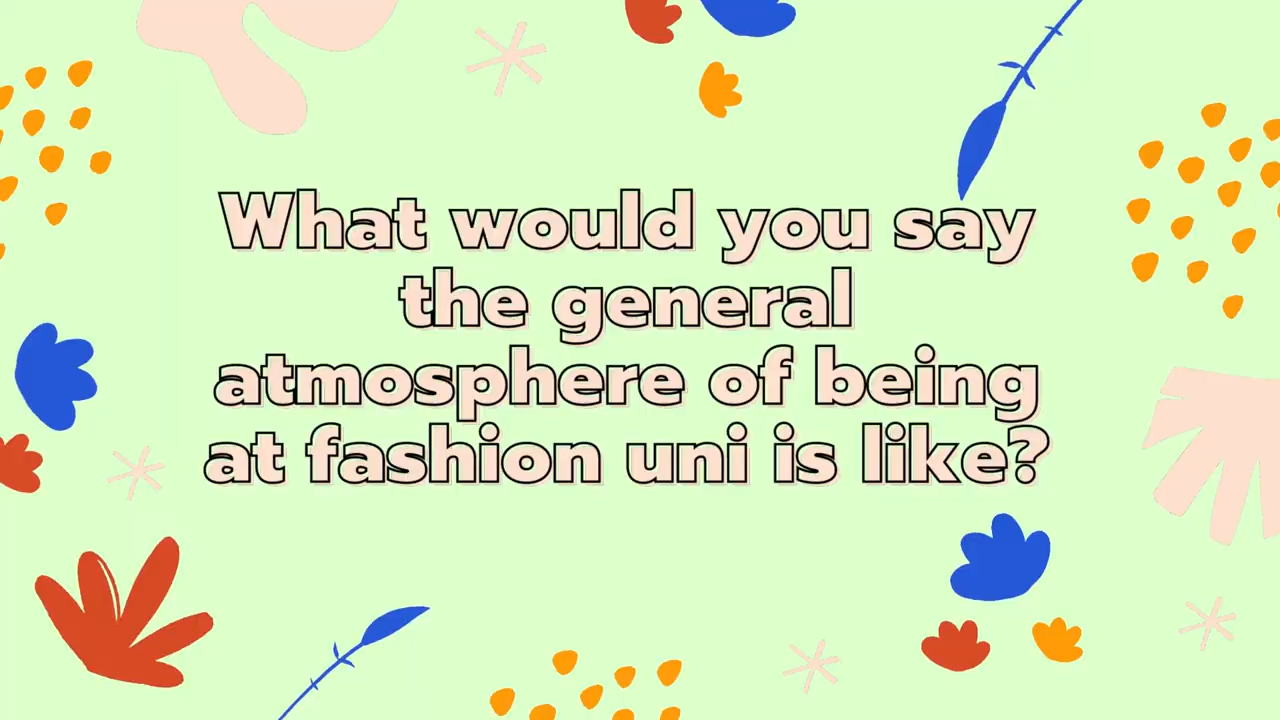 What would you say
the general
atmosphere of being
at fashion uni is like?